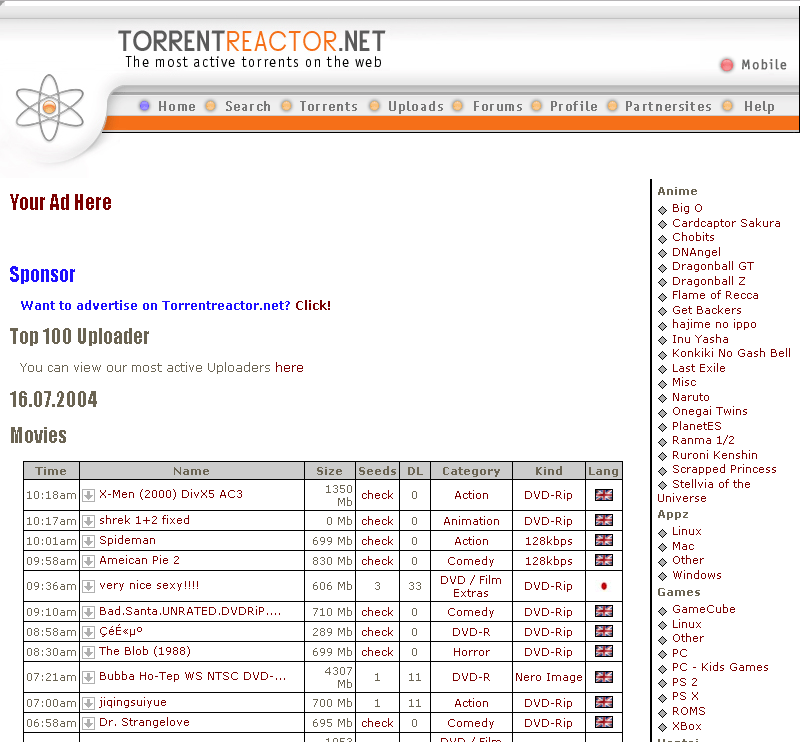 TORRENTREACTOR.NET
The most active torrents on the web
Mobile
Home Search Torrents Uploads Forums Profile Partnersites Help
Your Ad Here
Sponsor
Want to advertise on Torrentreactor.net? Click!
Top 100 Uploader
You can view our most active Uploaders here
16.07.2004
Movies
Time Name Size Seeds DL Category Kind Lang
10:18am X-Men (2000) DivX5 AC3 1350 Mb check 0 Action DVD-Rip
10:17am shrek 1+2 fixed 0 Mb check 0 Animation DVD-Rip
10:01am Spideman 699 Mb check 0 Action 128kbps
09:58am Ameican Pie 2 830 Mb check 0 Comedy 128kbps
09:36am very nice sexy!!!! 606 Mb 3 33 DVD / Film Extras DVD-Rip
09:10am Bad.Santa.UNRATED.DVDRiP.... 710 Mb check 0 Comedy DVD-Rip
08:58am ÇéÉ«µº 289 Mb check 0 DVD-R DVD-Rip
08:30am The Blob (1988) 699 Mb check 0 Horror DVD-Rip
07:21am Bubba Ho-Tep WS NTSC DVD-... 4307 Mb 1 11 DVD-R Nero Image
07:00am jiqingsuiyue 700 Mb 1 11 Action DVD-Rip
06:58am Dr. Strangelove 695 Mb check 0 Comedy DVD-Rip
Anime
Big O
Cardcaptor Sakura
Chobits
DNAngel
Dragonball GT
Dragonball Z
Flame of Recca
Get Backers
hajime no ippo
Inu Yasha
Konkiki No Gash Bell
Last Exile
Misc
Naruto
Onegai Twins
PlanetES
Ranma 1/2
Ruroni Kenshin
Scrapped Princess
Stellvia of the
Universe
Appz
Linux
Mac
Other
Windows
Games
GameCube
Linux
Other
PC
PC - Kids Games
PS 2
PS X
ROMS
XBox